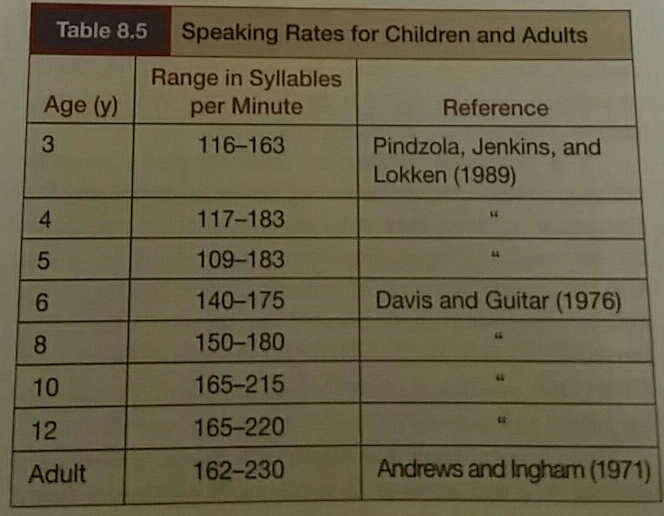 Table 8.5 Speaking Rates for Children and Adults
Age (y) Range in Syllables per Minute Reference
3 116–163 Pindzola, Jenkins, and
Lokken (1989)
4 117–183 “
5 109–183 “
6 140–175 Davis and Guitar (1976)
8 150–180 “
10 165–215 “
12 165–220 “
Adult 162–230 Andrews and Ingham (1971)